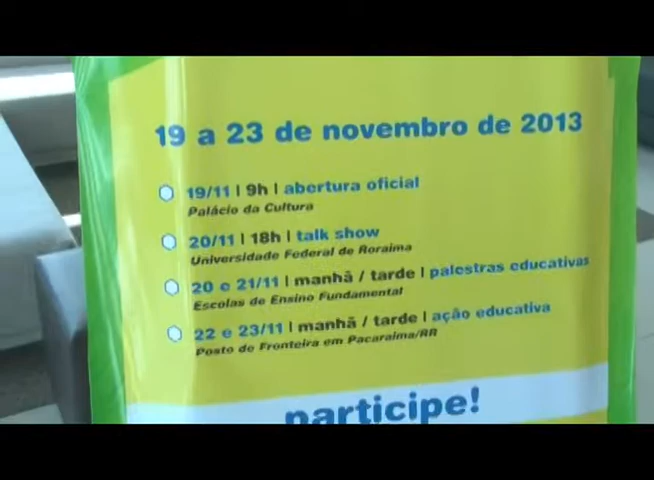 19 a 23 de novembro de 2013
19/11 | 9h | abertura oficial
Palácio da Cultura
20/11 | 18h | talk show
Universidade Federal de Roraima
20 e 21/11 | manhã / tarde | palestras educativas
Escolas de Ensino Fundamental
22 e 23/11 | manhã / tarde | ação educativa
Posto de Fronteira em Pacaraima/RR
participe!